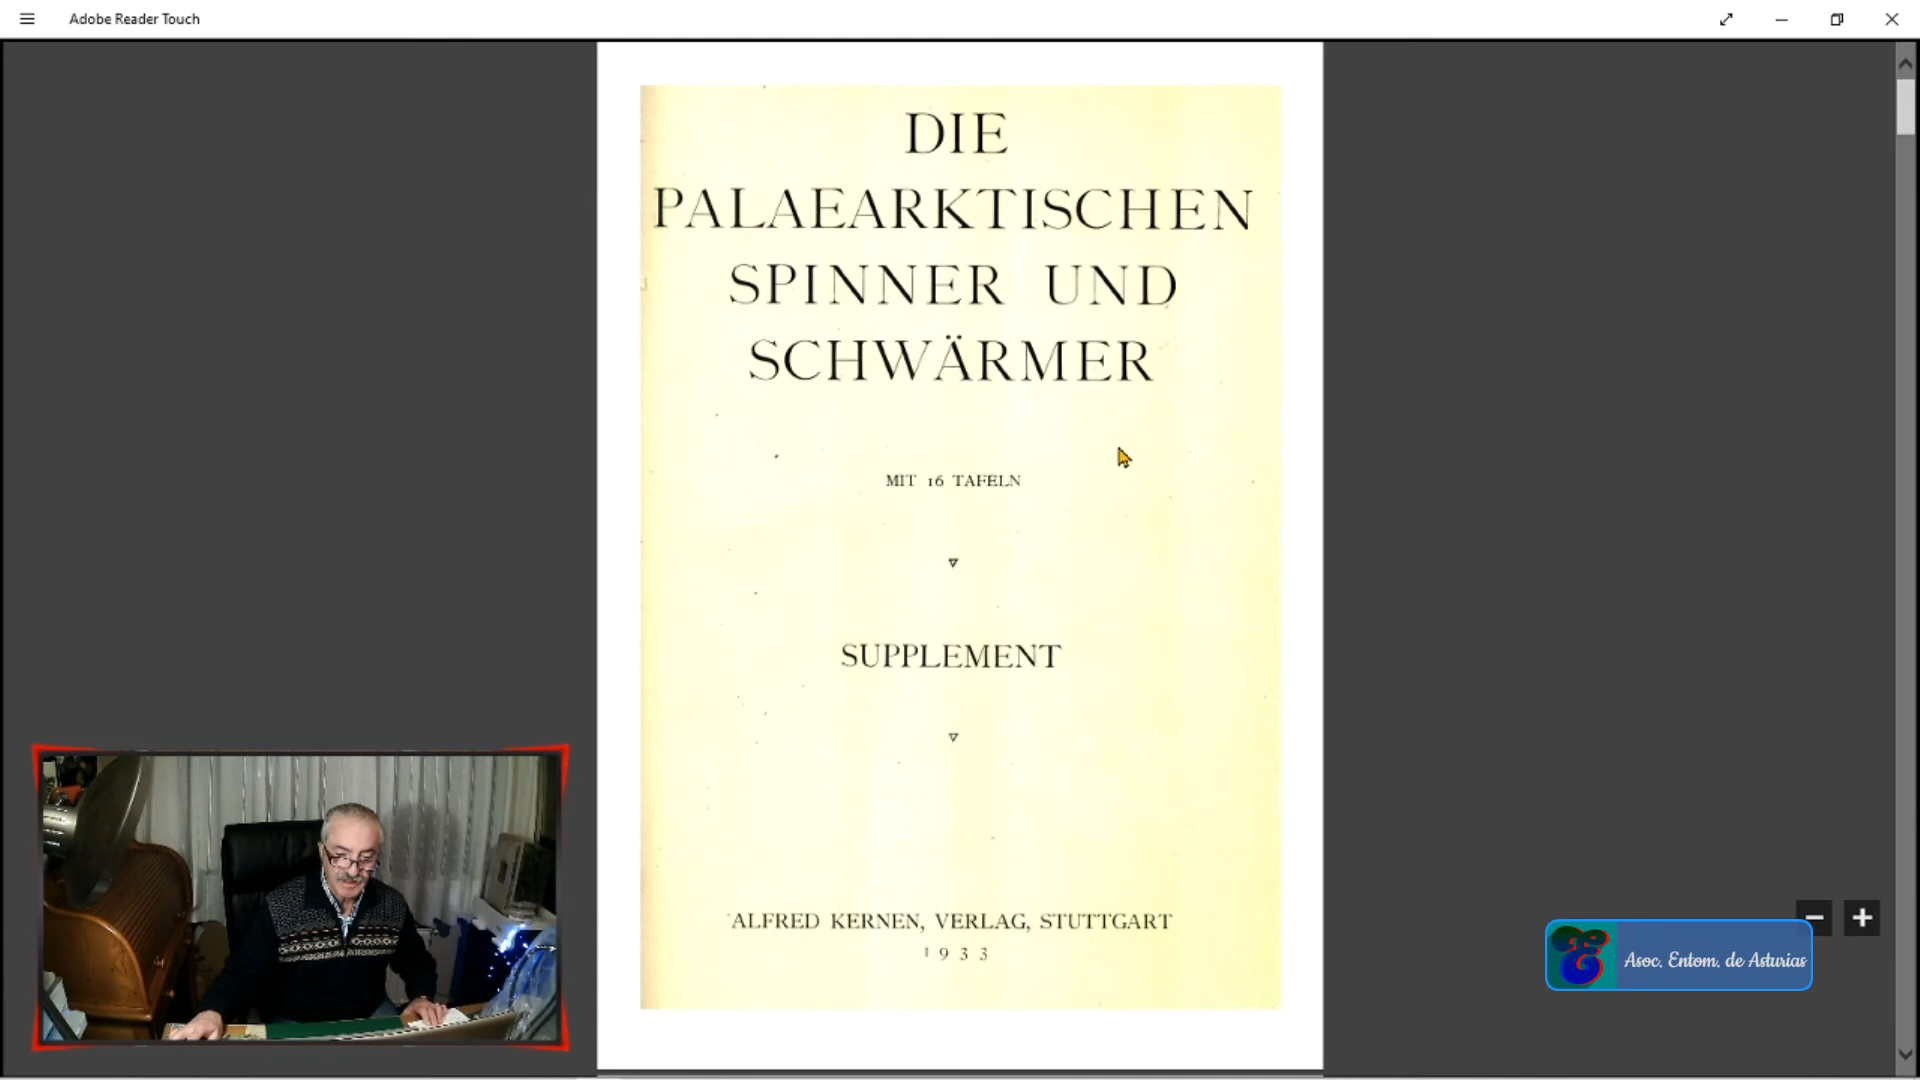 Adobe Reader Touch
DIE
PALAEARKTISCHEN
SPINNER UND
SCHWÄRMER
MIT 16 TAFELN
SUPPLEMENT
ALFRED KERNEN, VERLAG, STUTTGART
1933
Asoc. Entom. de Asturias